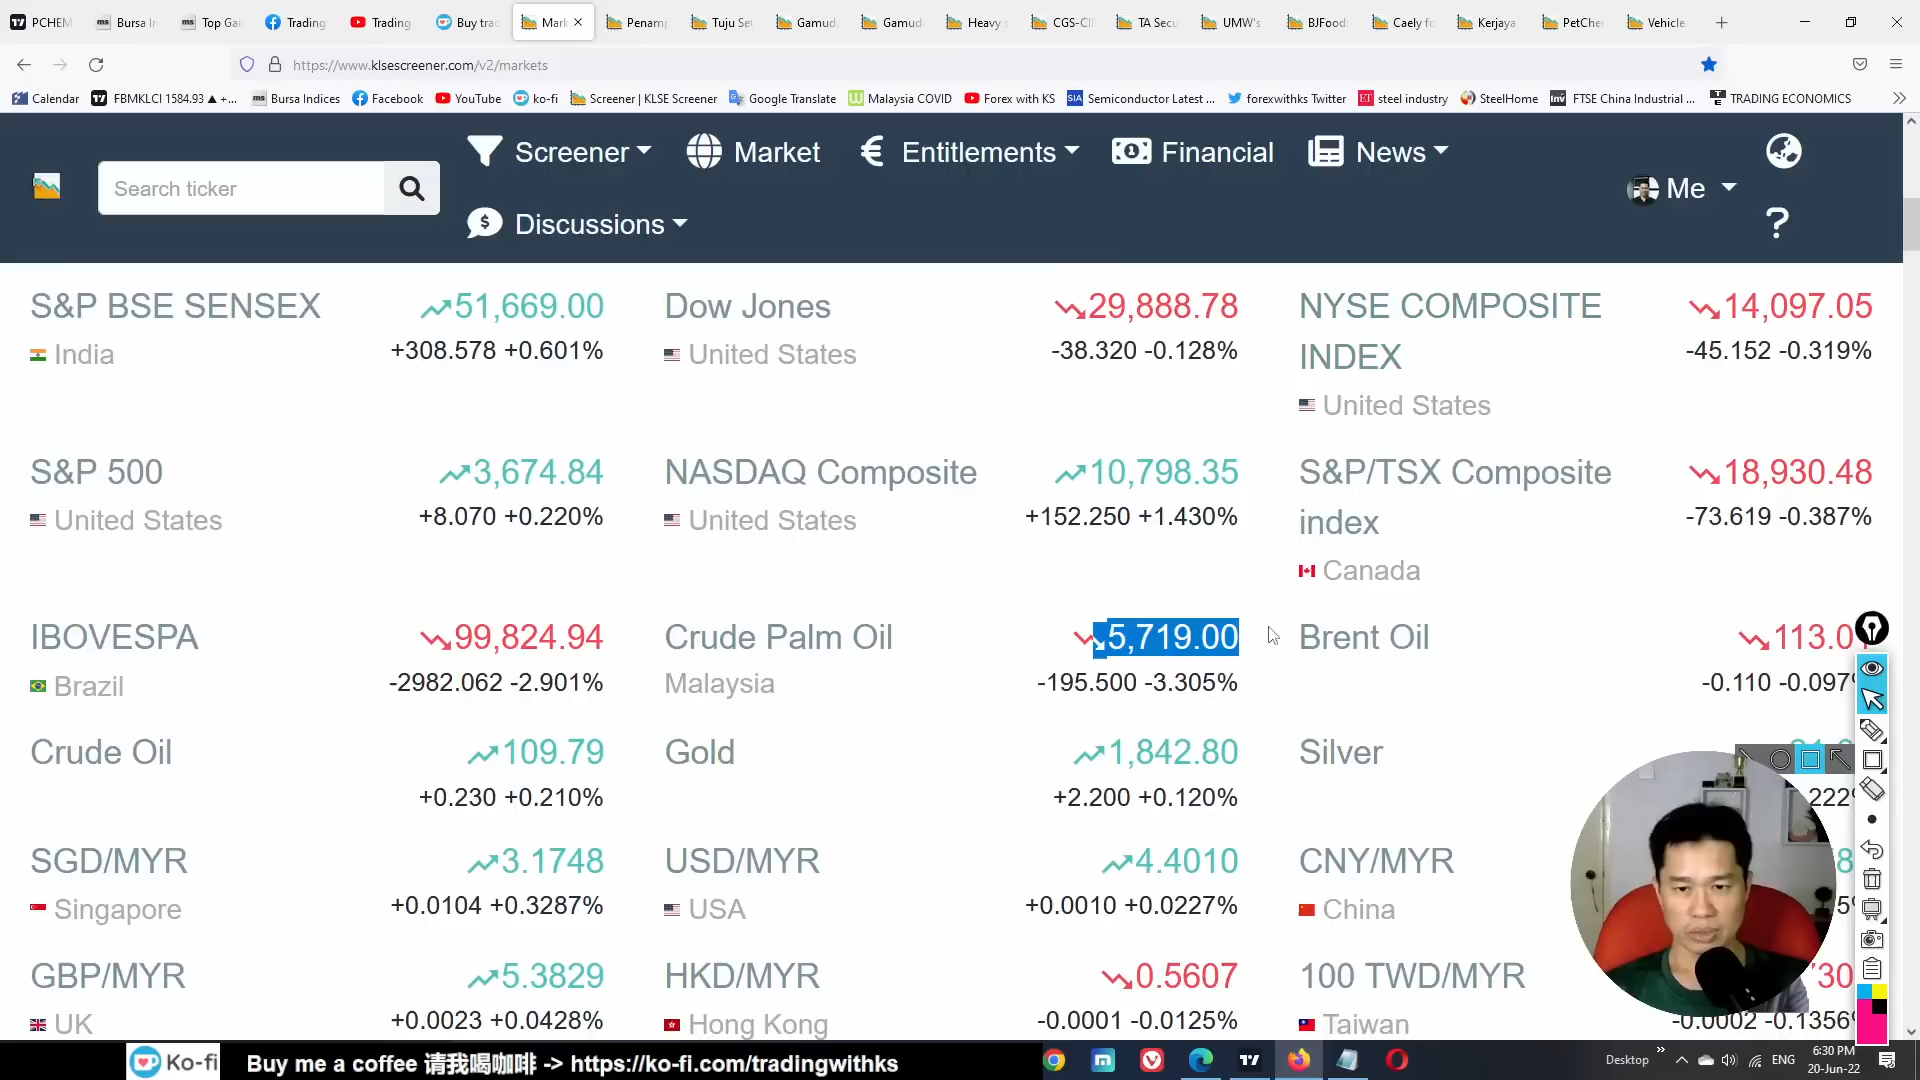 PCHEM
Bursa In
Top Gai
Trading
Trading
Buy trad
Mark
Penam
Tuju Set
Gamud
Gamud
Heavy s
CGS-CI
TA Secu
UMW's
BJFood
Caely fo
Kerjaya
PetChe
Vehicle
https://www.klsescreener.com/v2/markets
Calendar
FBMKLCI 1584.93 ▲ +...
Bursa Indices
Facebook
YouTube
ko-fi
Screener | KLSE Screener
Google Translate
Malaysia COVID
Forex with KS
Semiconductor Latest ...
forexwithks Twitter
steel industry
SteelHome
FTSE China Industrial ...
TRADING ECONOMICS
Search ticker
Screener
Market
Entitlements
Financial
News
Discussions
Me
?
S&P BSE SENSEX 51,669.00
India +308.578 +0.601%
Dow Jones 29,888.78
United States -38.320 -0.128%
NYSE COMPOSITE INDEX 14,097.05
United States -45.152 -0.319%
S&P 500 3,674.84
United States +8.070 +0.220%
NASDAQ Composite 10,798.35
United States +152.250 +1.430%
S&P/TSX Composite index 18,930.48
Canada -73.619 -0.387%
IBOVESPA 99,824.94
Brazil -2982.062 -2.901%
Crude Palm Oil 5,719.00
Malaysia -195.500 -3.305%
Brent Oil 113.0
-0.110 -0.097%
Crude Oil 109.79
+0.230 +0.210%
Gold 1,842.80
+2.200 +0.120%
Silver
222%
SGD/MYR 3.1748
Singapore +0.0104 +0.3287%
USD/MYR 4.4010
USA +0.0010 +0.0227%
CNY/MYR
China
GBP/MYR 5.3829
UK +0.0023 +0.0428%
HKD/MYR 0.5607
Hong Kong -0.0001 -0.0125%
100 TWD/MYR
Taiwan -0.0002 -0.1356%
Ko-fi
Buy me a coffee 请我喝咖啡 -> https://ko-fi.com/tradingwithks
Desktop
ENG
6:30 PM
20-Jun-22